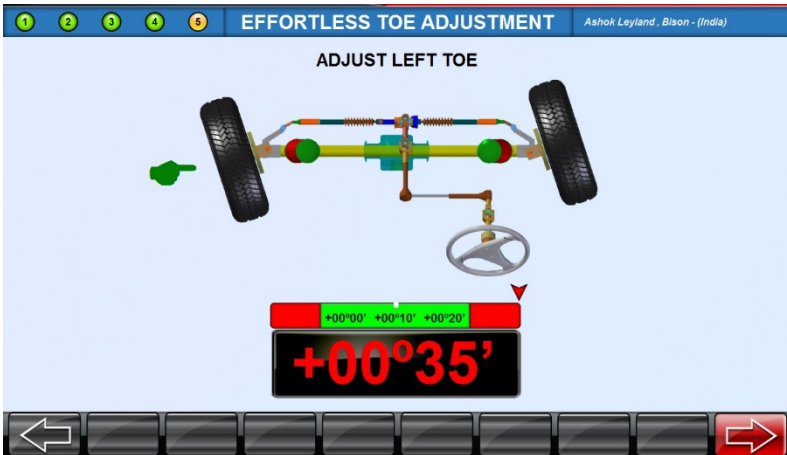 1 2 3 4 5 EFFORTLESS TOE ADJUSTMENT Ashok Leyland , Bison - (India)
ADJUST LEFT TOE
+00º00’ +00º10’ +00º20’
+00º35’